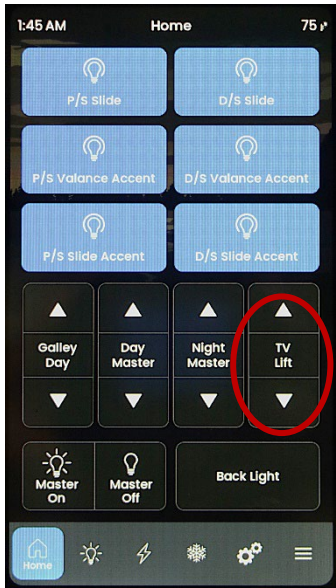 1:45 AM Home 75
P/S Slide D/S Slide
P/S Valance Accent D/S Valance Accent
P/S Slide Accent D/S Slide Accent
Galley Day Night TV
Day Master Master Lift
Master Master Back Light
On Off
Home